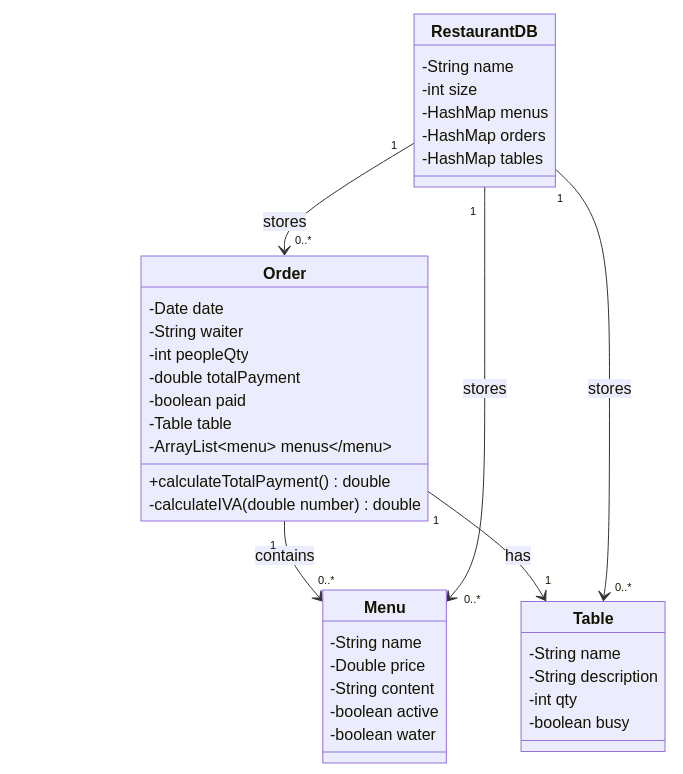 RestaurantDB
-String name
-int size
-HashMap menus
-HashMap orders
-HashMap tables
1
1
1
stores
0..*
Order
-Date date
-String waiter
-int peopleQty
-double totalPayment
-boolean paid
-Table table
-ArrayList<menu> menus</menu>
+calculateTotalPayment() : double
-calculateIVA(double number) : double
stores
stores
1
1
contains
has
0..*
0..*
1
0..*
Menu
-String name
-Double price
-String content
-boolean active
-boolean water
Table
-String name
-String description
-int qty
-boolean busy